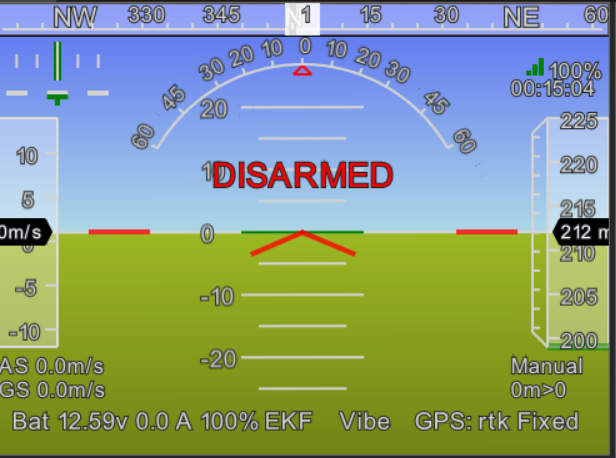 NW 330 345 1 15 30 NE 60
60 45 30 20 10 0 10 20 30 45 60
100%
00:15:04
20
10
DISARMED
0
-10
-20
10
5
0m/s
0
-5
-10
225
220
215
212 m
210
205
200
AS 0.0m/s
GS 0.0m/s
Manual
0m>0
Bat 12.59v 0.0 A 100% EKF Vibe GPS: rtk Fixed